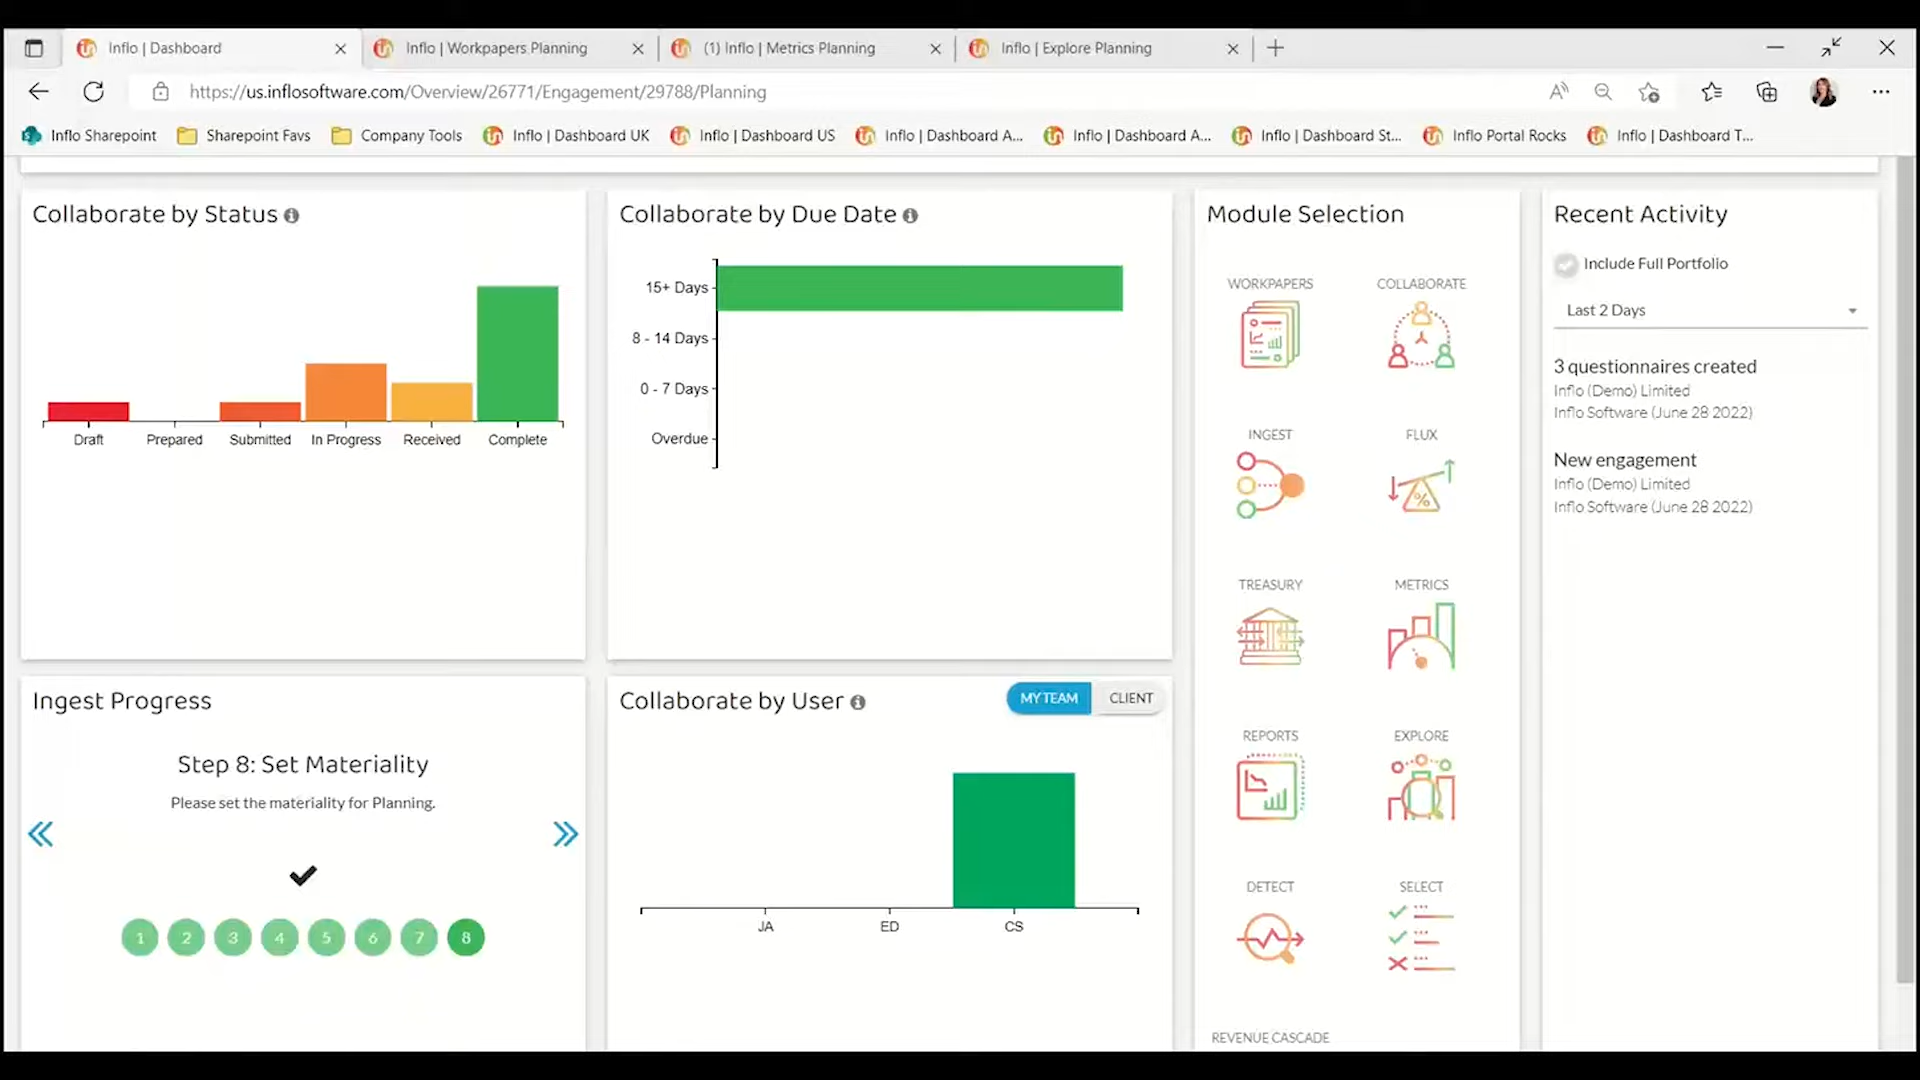 Inflo | Dashboard
Inflo | Workpapers Planning
(1) Inflo | Metrics Planning
Inflo | Explore Planning
https://us.inflosoftware.com/Overview/26771/Engagement/29788/Planning
Inflo Sharepoint
Sharepoint Favs
Company Tools
Inflo | Dashboard UK
Inflo | Dashboard US
Inflo | Dashboard A...
Inflo | Dashboard A...
Inflo | Dashboard St...
Inflo Portal Rocks
Inflo | Dashboard T...
Collaborate by Status
Draft
Prepared
Submitted
In Progress
Received
Complete
Collaborate by Due Date
15+ Days
8 - 14 Days
0 - 7 Days
Overdue
Ingest Progress
Step 8: Set Materiality
Please set the materiality for Planning.
1 2 3 4 5 6 7 8
Collaborate by User
MY TEAM
CLIENT
JA
ED
CS
Module Selection
WORKPAPERS
COLLABORATE
INGEST
FLUX
%
TREASURY
METRICS
REPORTS
EXPLORE
DETECT
SELECT
REVENUE CASCADE
Recent Activity
Include Full Portfolio
Last 2 Days
3 questionnaires created
Inflo (Demo) Limited
Inflo Software (June 28 2022)
New engagement
Inflo (Demo) Limited
Inflo Software (June 28 2022)